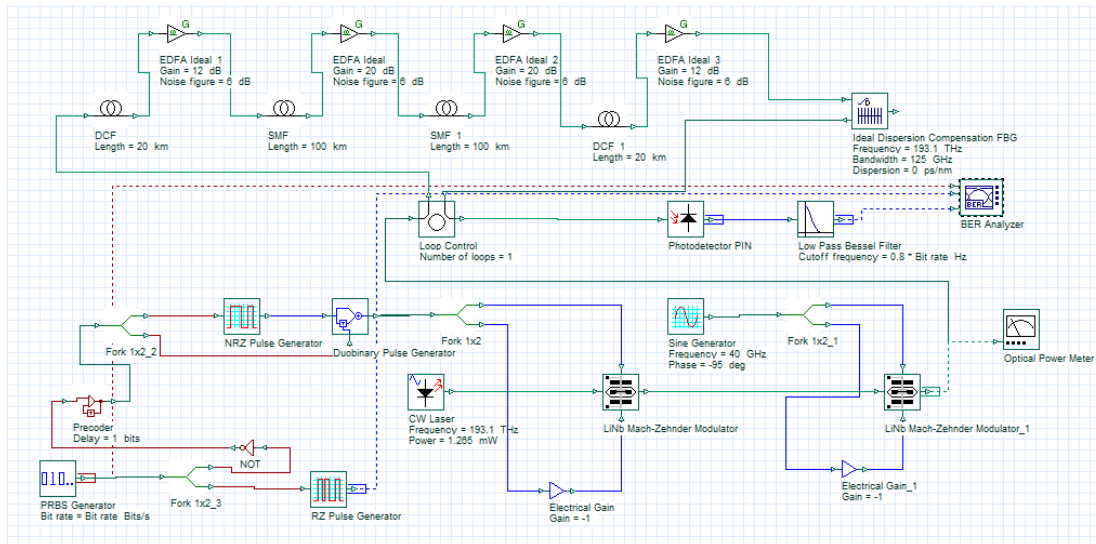 G
G
G
G
EDFA Ideal 1
Gain = 12 dB
Noise figure = 6 dB
EDFA Ideal
Gain = 20 dB
Noise figure = 6 dB
EDFA Ideal 2
Gain = 20 dB
Noise figure = 6 dB
EDFA Ideal 3
Gain = 12 dB
Noise figure = 6 dB
DCF
Length = 20 km
SMF
Length = 100 km
SMF 1
Length = 100 km
DCF 1
Length = 20 km
Ideal Dispersion Compensation FBG
Frequency = 193.1 THz
Bandwidth = 125 GHz
Dispersion = 0 ps/nm
BER
BER Analyzer
Loop Control
Number of loops = 1
Photodetector PIN
Low Pass Bessel Filter
Cutoff frequency = 0.8 * Bit rate Hz
Fork 1x2_2
NRZ Pulse Generator
Duobinary Pulse Generator
Fork 1x2
Sine Generator
Frequency = 40 GHz
Phase = -95 deg
Fork 1x2_1
Optical Power Meter
Precoder
Delay = 1 bits
CW Laser
Frequency = 193.1 THz
Power = 1.265 mW
LiNb Mach-Zehnder Modulator
LiNb Mach-Zehnder Modulator_1
NOT
010..
PRBS Generator
Bit rate = Bit rate Bits/s
Fork 1x2_3
RZ Pulse Generator
Electrical Gain
Gain = -1
Electrical Gain_1
Gain = -1